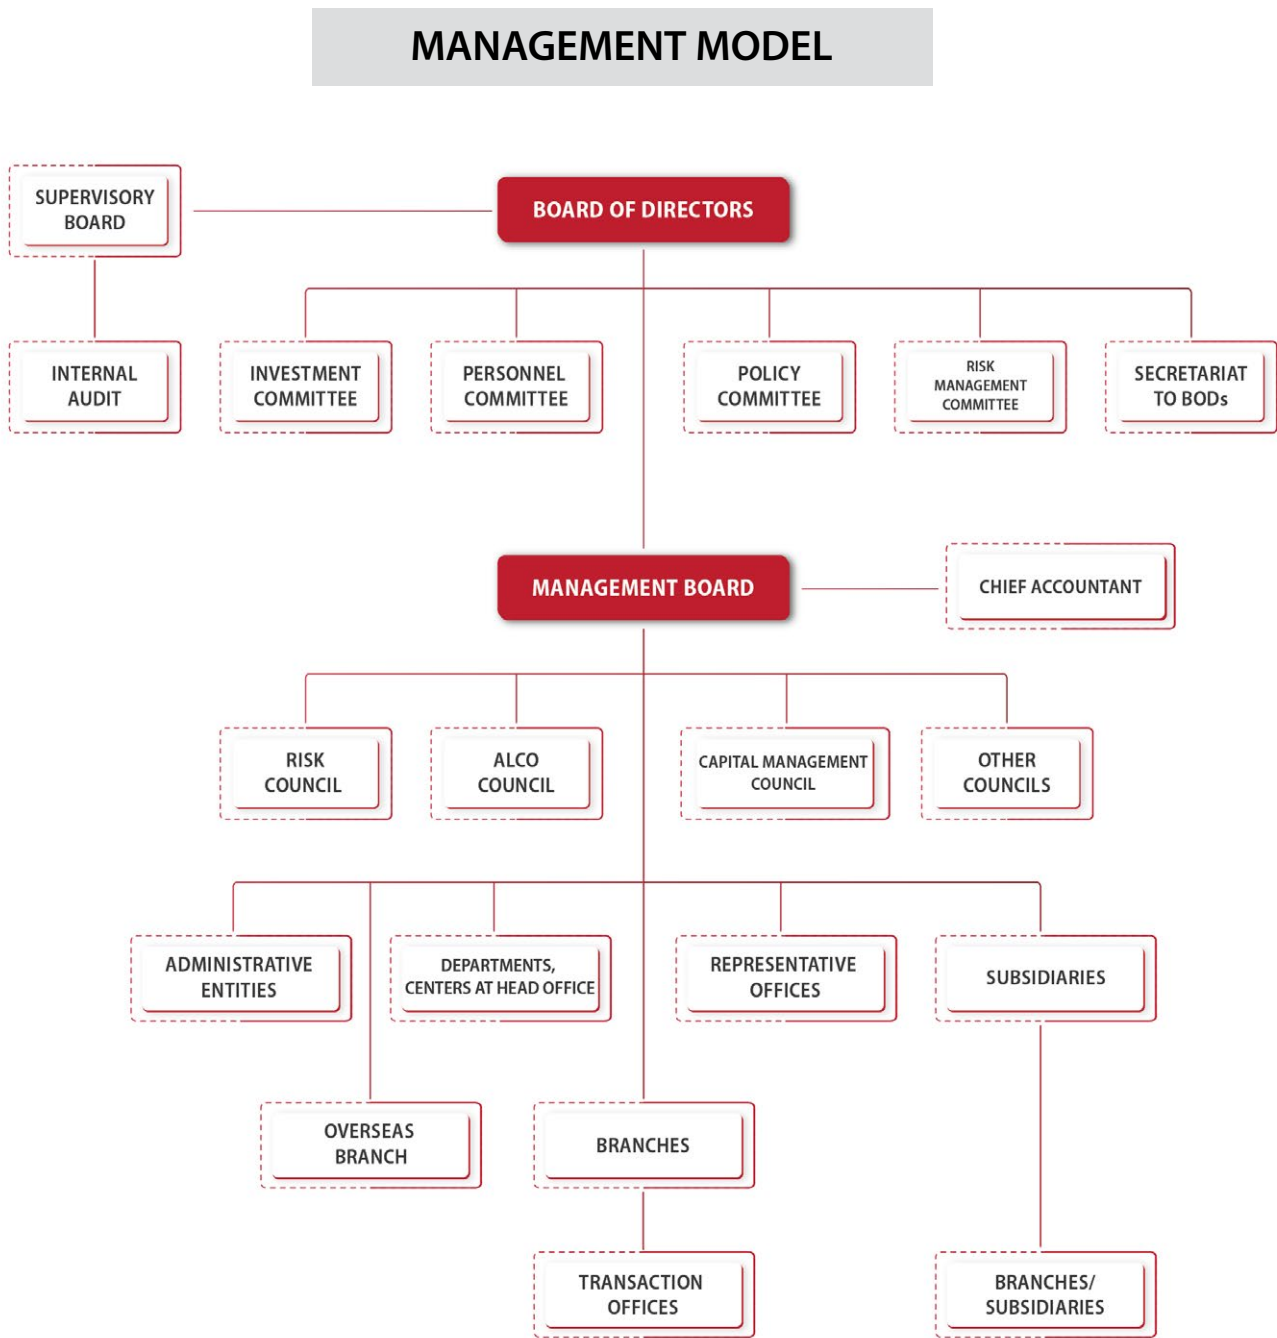 MANAGEMENT MODEL
SUPERVISORY
BOARD
BOARD OF DIRECTORS
INTERNAL
AUDIT
INVESTMENT
COMMITTEE
PERSONNEL
COMMITTEE
POLICY
COMMITTEE
RISK
MANAGEMENT
COMMITTEE
SECRETARIAT
TO BODs
MANAGEMENT BOARD
CHIEF ACCOUNTANT
RISK
COUNCIL
ALCO
COUNCIL
CAPITAL MANAGEMENT
COUNCIL
OTHER
COUNCILS
ADMINISTRATIVE
ENTITIES
DEPARTMENTS,
CENTERS AT HEAD OFFICE
REPRESENTATIVE
OFFICES
SUBSIDIARIES
OVERSEAS
BRANCH
BRANCHES
TRANSACTION
OFFICES
BRANCHES/
SUBSIDIARIES